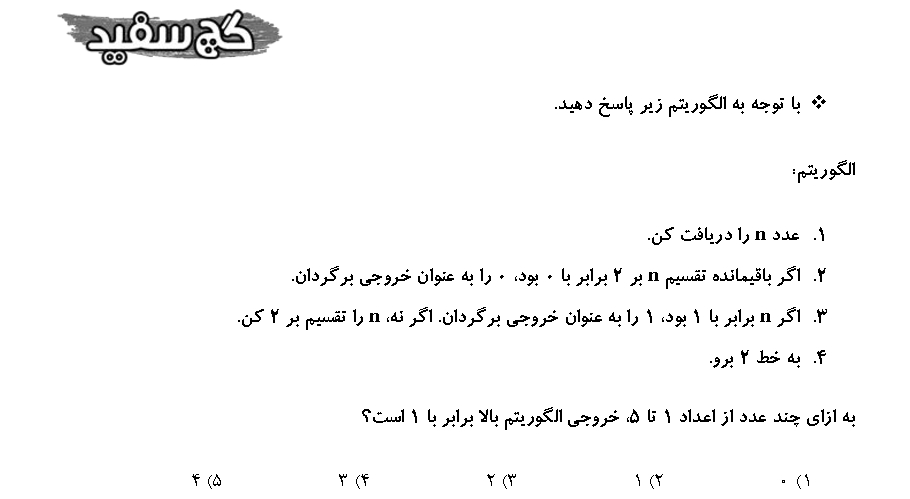 گچ سفید
❖ با توجه به الگوریتم زیر پاسخ دهید.
الگوریتم:
۱. عدد n را دریافت کن.
۲. اگر باقیمانده تقسیم n بر ۲ برابر با ۰ بود، ۰ را به عنوان خروجی برگردان.
۳. اگر n برابر با ۱ بود، ۱ را به عنوان خروجی برگردان. اگر نه، n را تقسیم بر ۲ کن.
۴. به خط ۲ برو.
به ازای چند عدد از اعداد ۱ تا ۵، خروجی الگوریتم بالا برابر با ۱ است؟
۱) ۰ ۲) ۱ ۳) ۲ ۴) ۳ ۵) ۴